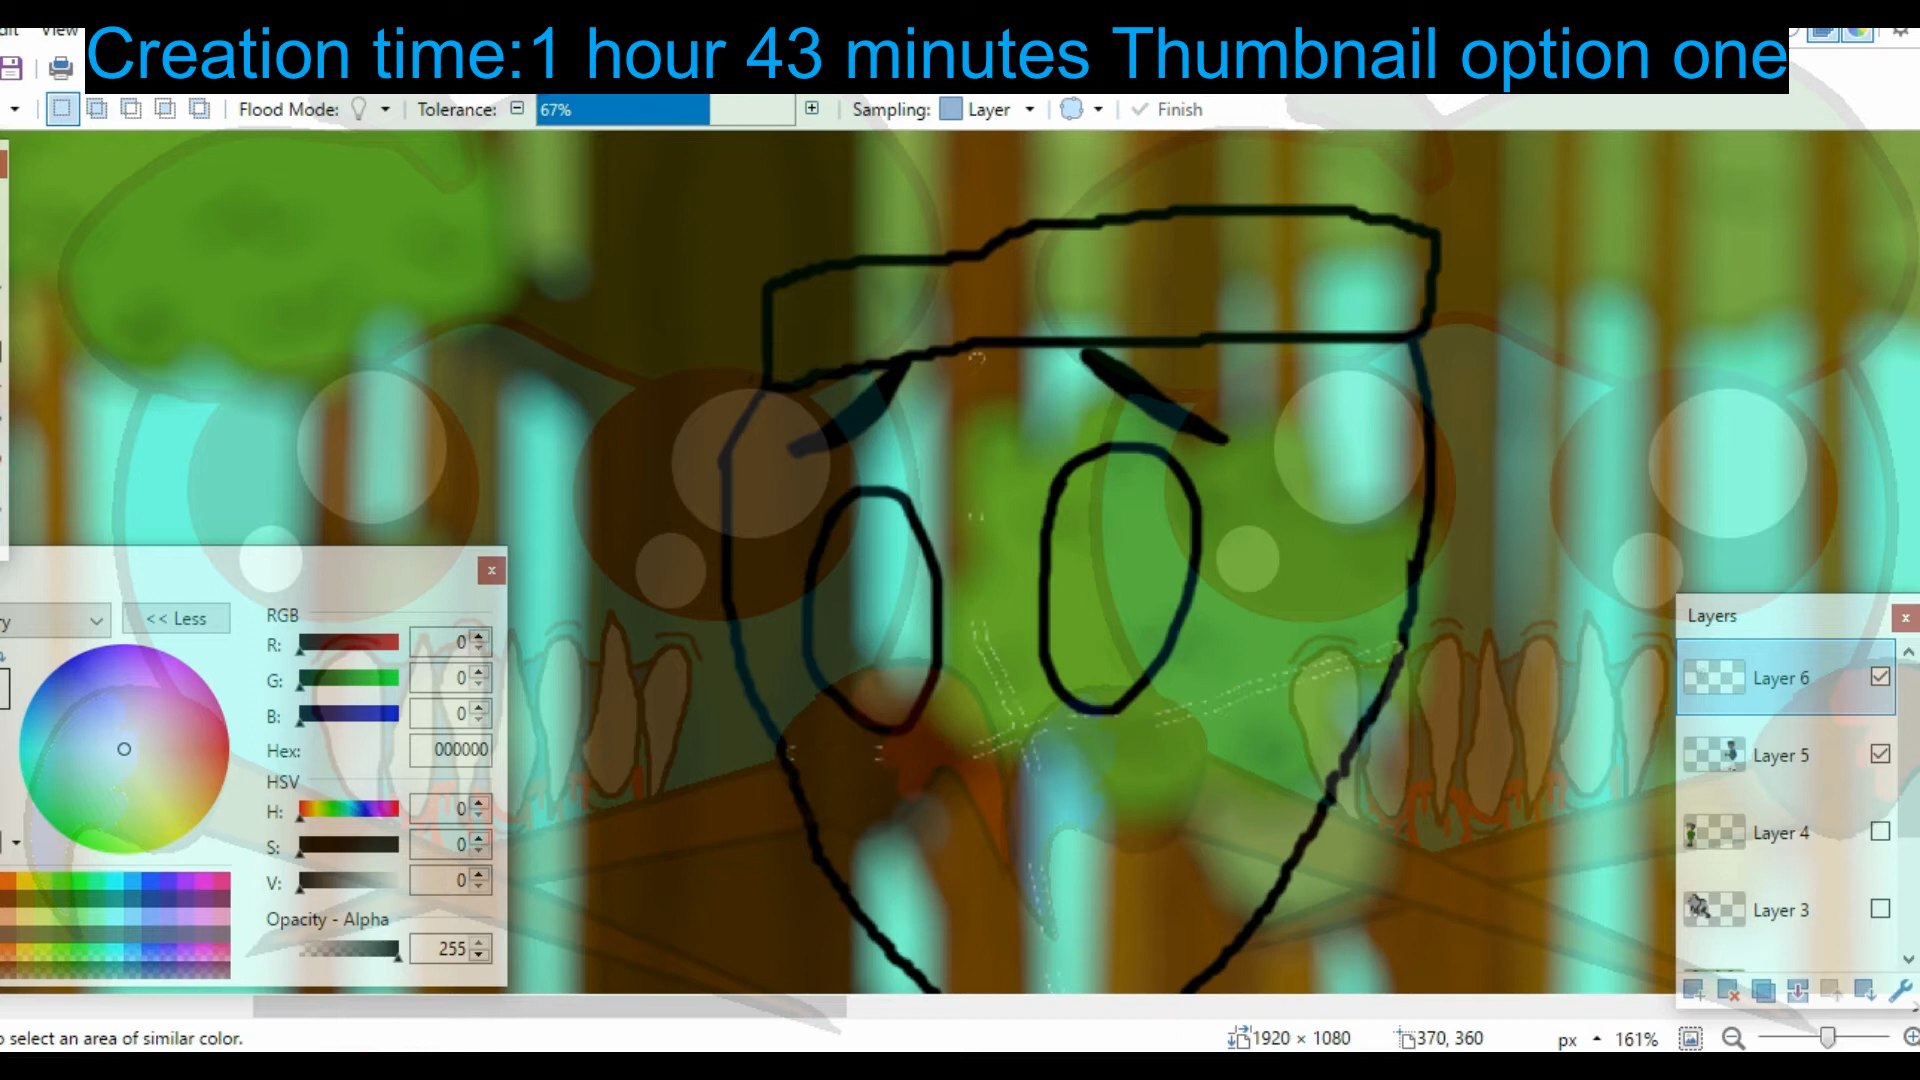 Creation time:1 hour 43 minutes Thumbnail option one
View
Flood Mode:
Tolerance:
67%
Sampling:
Layer
Finish
<< Less
RGB
R:
0
G:
0
B:
0
Hex:
000000
HSV
H:
0
S:
0
V:
0
Opacity - Alpha
255
Layers
Layer 6
Layer 5
Layer 4
Layer 3
select an area of similar color.
1920 × 1080
370, 360
px
161%